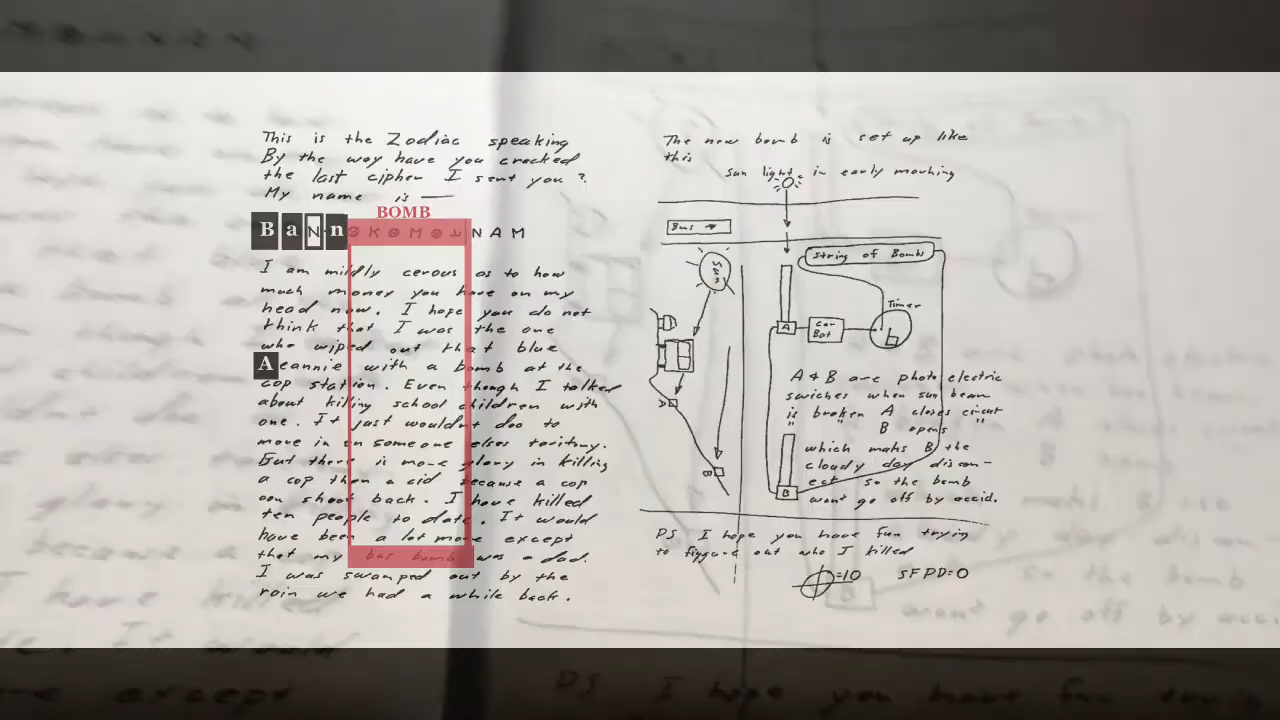 This is the Zodiac speaking
By the way have you cracked
the last cipher I sent you ?
My name is —
BOMB
B a N n K M N A M
I am mildly cerous as to how
much money you have on my
head now. I hope you do not
think that I was the one
who wiped out that blue
Aeannie with a bomb at the
cop station. Even though I talked
about killing school children with
one. It just wouldnt doo to
move in on someone elses teritory.
But there is more glory in killing
a cop than a cid because a cop
can shoot back. I have killed
ten people to date. It would
have been a lot more except
that my bas bomb was a dad.
I was swamped out by the
rain we had a while back.
The new bomb is set up like
this
sun light in early morning
Bus
Sun
String of Bombs
Timer
A
Car
Bat
A & B are photo electric
swiches when sun beam
is broken A closes circut
" " B opens "
which maks B the
cloudy day discon-
ect so the bomb
wont go off by accid.
A
B
B
PS. I hope you have fun trying
to figgure out who I killed
=10 SFPD=0